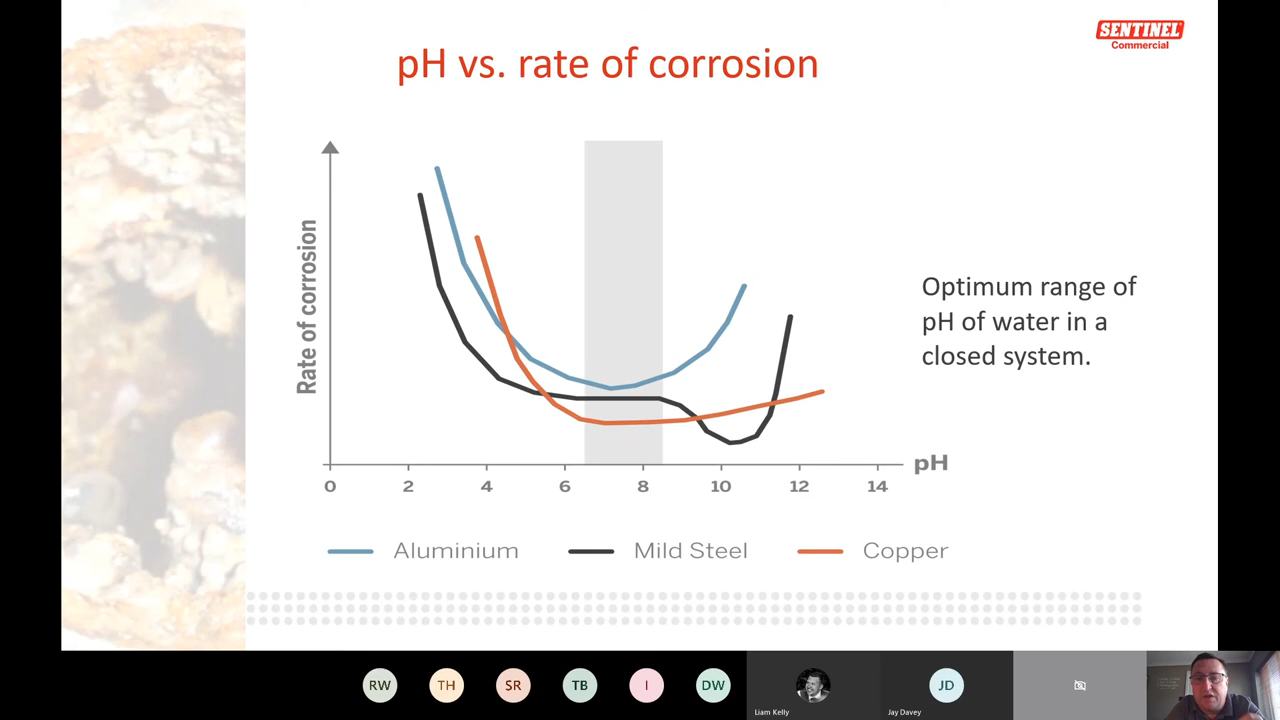 SENTINEL
Commercial
pH vs. rate of corrosion
Rate of corrosion
Optimum range of
pH of water in a
closed system.
pH
0 2 4 6 8 10 12 14
Aluminium Mild Steel Copper
RW TH SR TB I DW JD
Liam Kelly Jay Davey